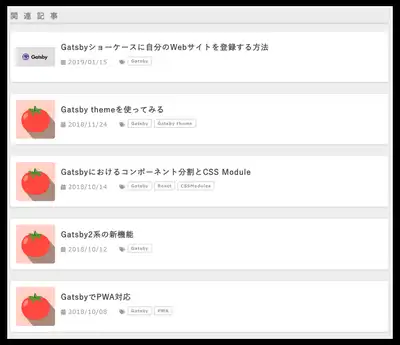 関連記事
Gatsbyショーケースに自分のWebサイトを登録する方法
Gatsby
2019/01/15 Gatsby
Gatsby themeを使ってみる
2018/11/24 Gatsby Gatsby theme
Gatsbyにおけるコンポーネント分割とCSS Module
2018/10/14 Gatsby React CSSModules
Gatsby2系の新機能
2018/10/12 Gatsby
GatsbyでPWA対応
2018/10/08 Gatsby PWA